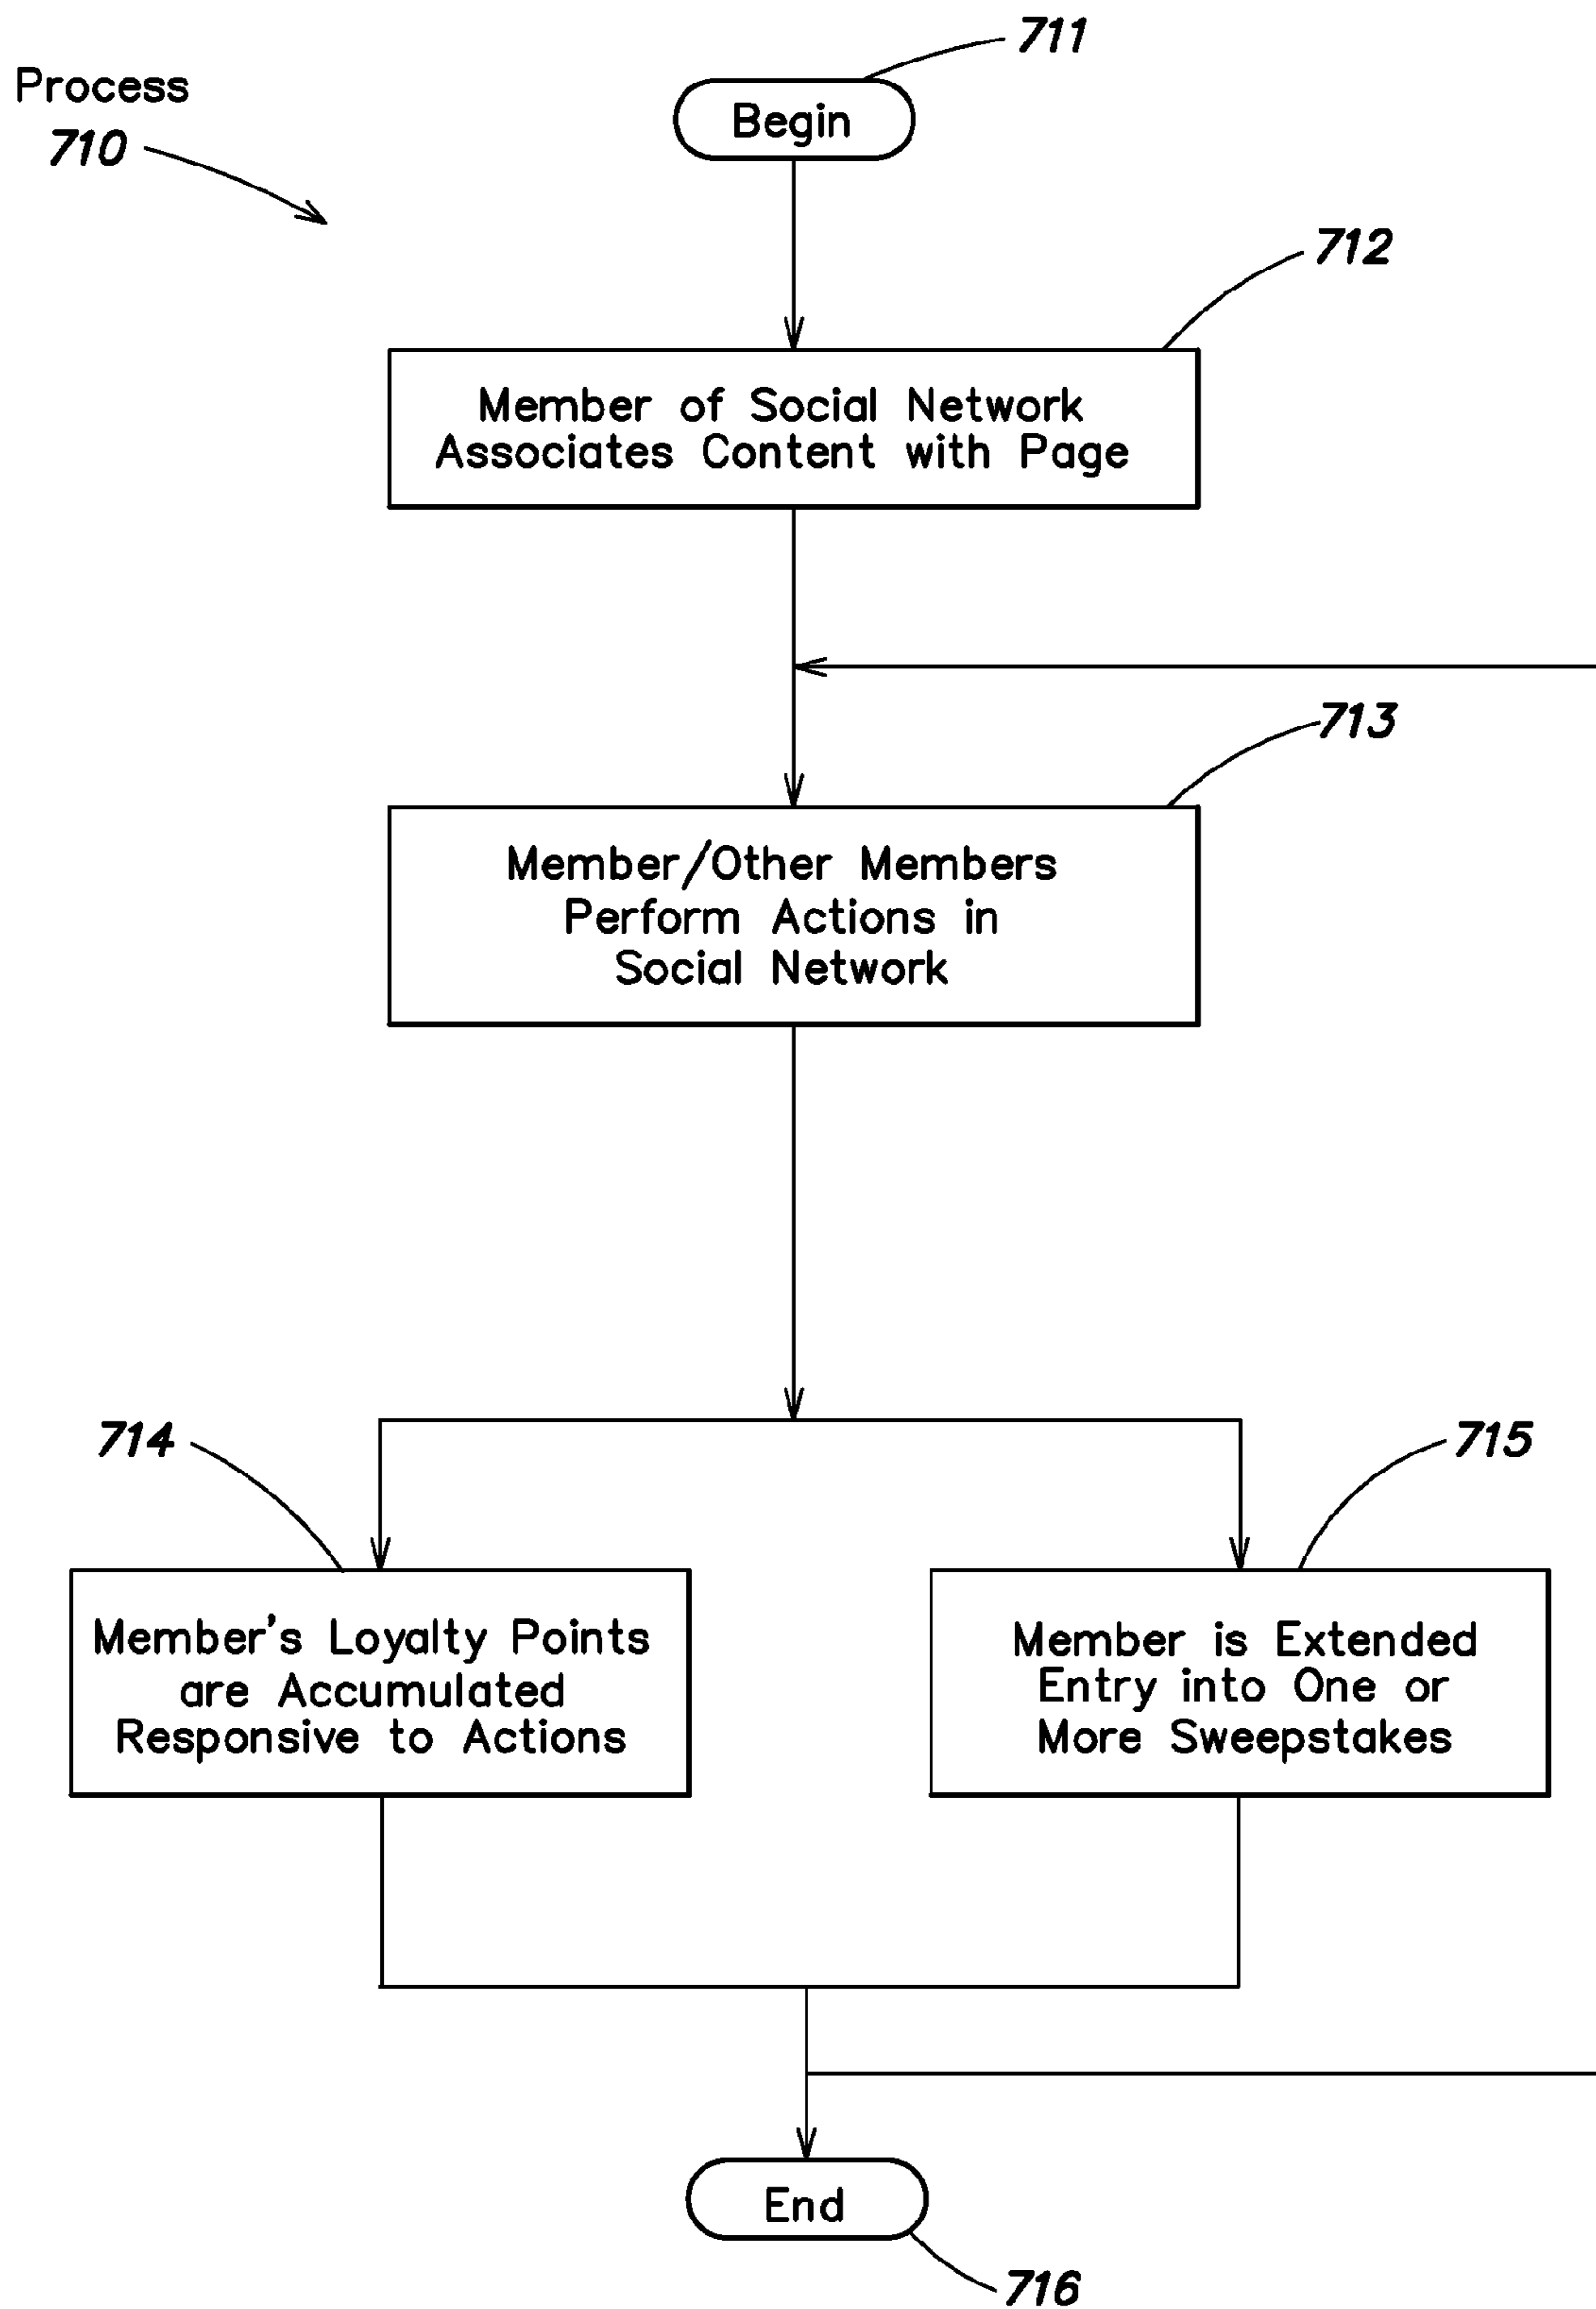 711
Process
710
Begin
712
Member of Social Network
Associates Content with Page
713
Member/Other Members
Perform Actions in
Social Network
714
715
Member's Loyalty Points
are Accumulated
Responsive to Actions
Member is Extended
Entry into One or
More Sweepstakes
End
716